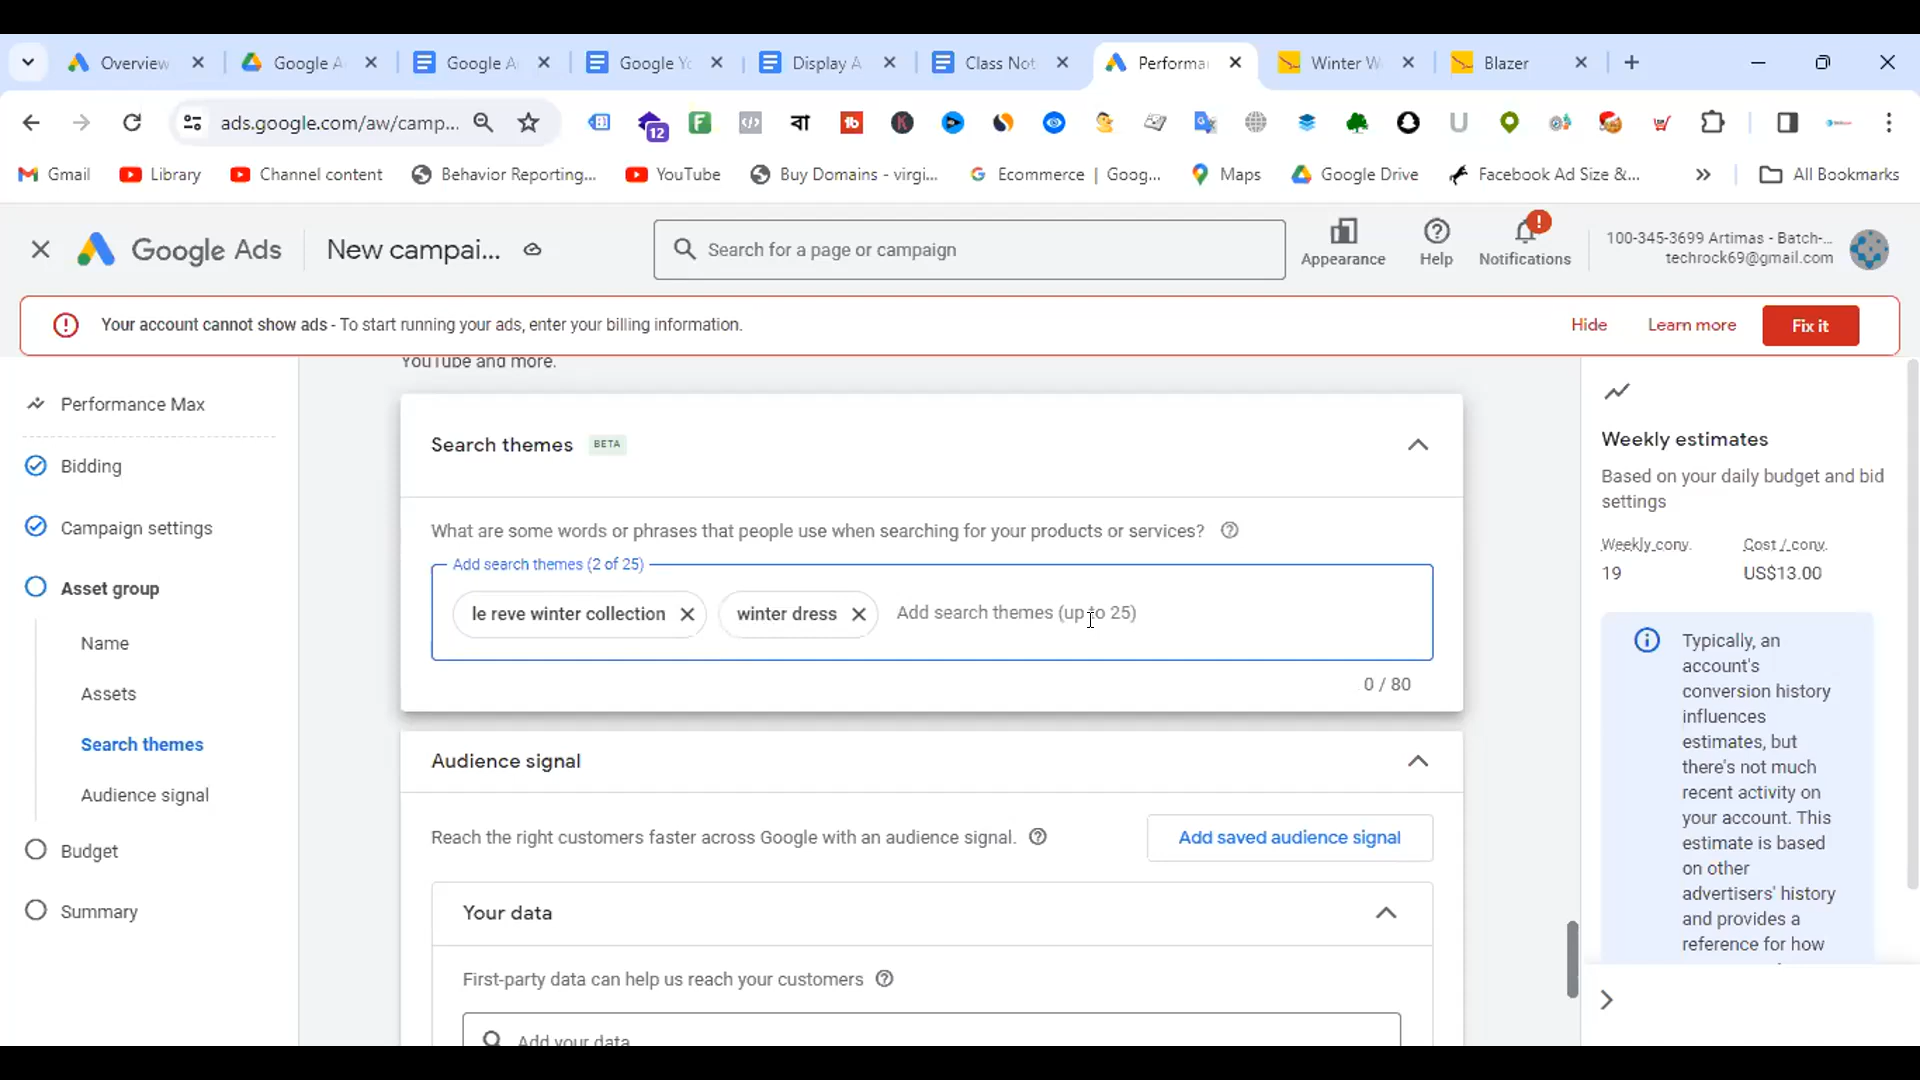 Overview
Google A
Google A
Google Yo
Display A
Class Not
Performa
Winter W
Blazer
ads.google.com/aw/camp...
12
বা
Gmail
Library
Channel content
Behavior Reporting...
YouTube
Buy Domains - virgi...
Ecommerce | Goog...
Maps
Google Drive
Facebook Ad Size &...
All Bookmarks
Google Ads
New campai...
Search for a page or campaign
Appearance
Help
Notifications
100-345-3699 Artimas - Batch-...
techrock69@gmail.com
Your account cannot show ads - To start running your ads, enter your billing information.
Hide
Learn more
Fix it
YouTube and more.
Performance Max
Bidding
Campaign settings
Asset group
Name
Assets
Search themes
Audience signal
Budget
Summary
Search themes BETA
What are some words or phrases that people use when searching for your products or services?
Add search themes (2 of 25)
le reve winter collection
winter dress
Add search themes (up to 25)
0 / 80
Audience signal
Reach the right customers faster across Google with an audience signal.
Add saved audience signal
Your data
First-party data can help us reach your customers
Add your data
Weekly estimates
Based on your daily budget and bid
settings
Weekly conv.
Cost / conv.
19
US$13.00
Typically, an
account's
conversion history
influences
estimates, but
there's not much
recent activity on
your account. This
estimate is based
on other
advertisers' history
and provides a
reference for how